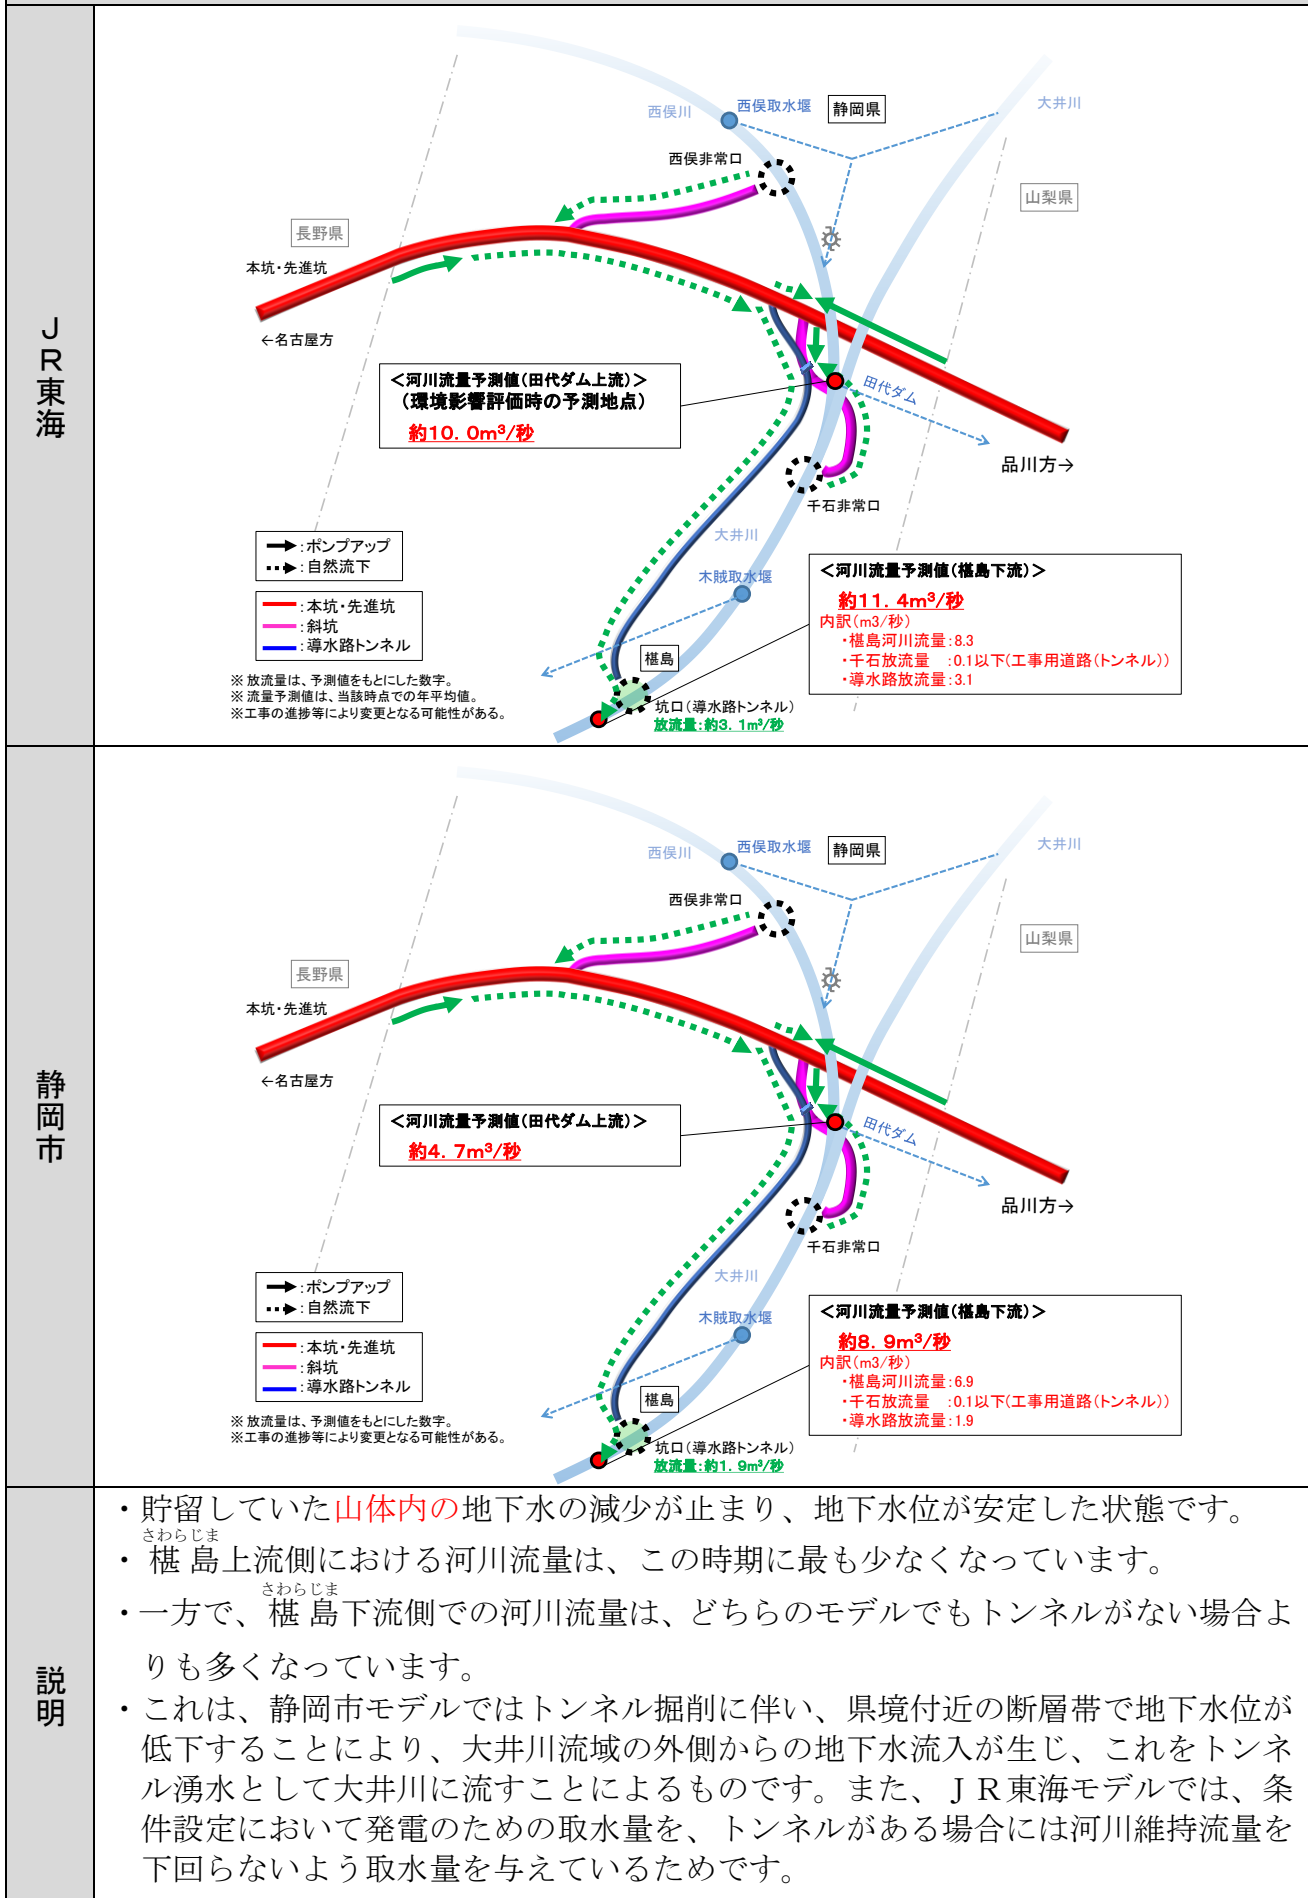 JR東海
西俣川
西俣取水堰
静岡県
大井川
西俣非常口
山梨県
長野県
本坑・先進坑
←名古屋方
<河川流量予測値(田代ダム上流)>
(環境影響評価時の予測地点)
約10.0m³/秒
田代ダム
品川方→
千石非常口
大井川
:ポンプアップ
:自然流下
木賊取水堰
<河川流量予測値(椹島下流)>
約11.4m³/秒
内訳(m3/秒)
・椹島河川流量:8.3
・千石放流量 :0.1以下(工事用道路(トンネル))
・導水路放流量:3.1
:本坑・先進坑
:斜坑
:導水路トンネル
椹島
※ 放流量は、予測値をもとにした数字。
※ 流量予測値は、当該時点での年平均値。
※工事の進捗等により変更となる可能性がある。
坑口(導水路トンネル)
放流量:約3.1m³/秒
静岡市
西俣川
西俣取水堰
静岡県
大井川
西俣非常口
山梨県
長野県
本坑・先進坑
←名古屋方
<河川流量予測値(田代ダム上流)>
約4.7m³/秒
田代ダム
品川方→
千石非常口
大井川
:ポンプアップ
:自然流下
木賊取水堰
<河川流量予測値(椹島下流)>
約8.9m³/秒
内訳(m3/秒)
・椹島河川流量:6.9
・千石放流量 :0.1以下(工事用道路(トンネル))
・導水路放流量:1.9
:本坑・先進坑
:斜坑
:導水路トンネル
椹島
※ 放流量は、予測値をもとにした数字。
※工事の進捗等により変更となる可能性がある。
坑口(導水路トンネル)
放流量:約1.9m³/秒
説明
・貯留していた山体内の地下水の減少が止まり、地下水位が安定した状態です。
さわらじま
・椹島上流側における河川流量は、この時期に最も少なくなっています。
さわらじま
・一方で、椹島下流側での河川流量は、どちらのモデルでもトンネルがない場合よ
りも多くなっています。
・これは、静岡市モデルではトンネル掘削に伴い、県境付近の断層帯で地下水位が
低下することにより、大井川流域の外側からの地下水流入が生じ、これをトンネ
ル湧水として大井川に流すことによるものです。また、JR東海モデルでは、条
件設定において発電のための取水量を、トンネルがある場合には河川維持流量を
下回らないよう取水量を与えているためです。